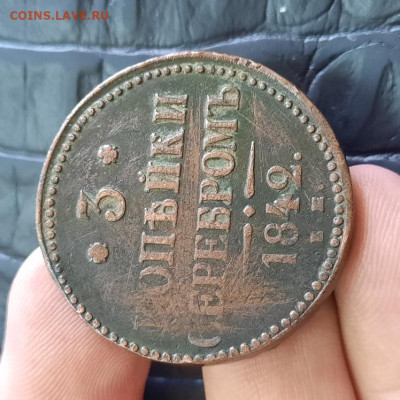 COINS.LAVE.RU
* 3 *
КОПѢЙКИ
СЕРЕБРОМЪ
1842.
Е.М.